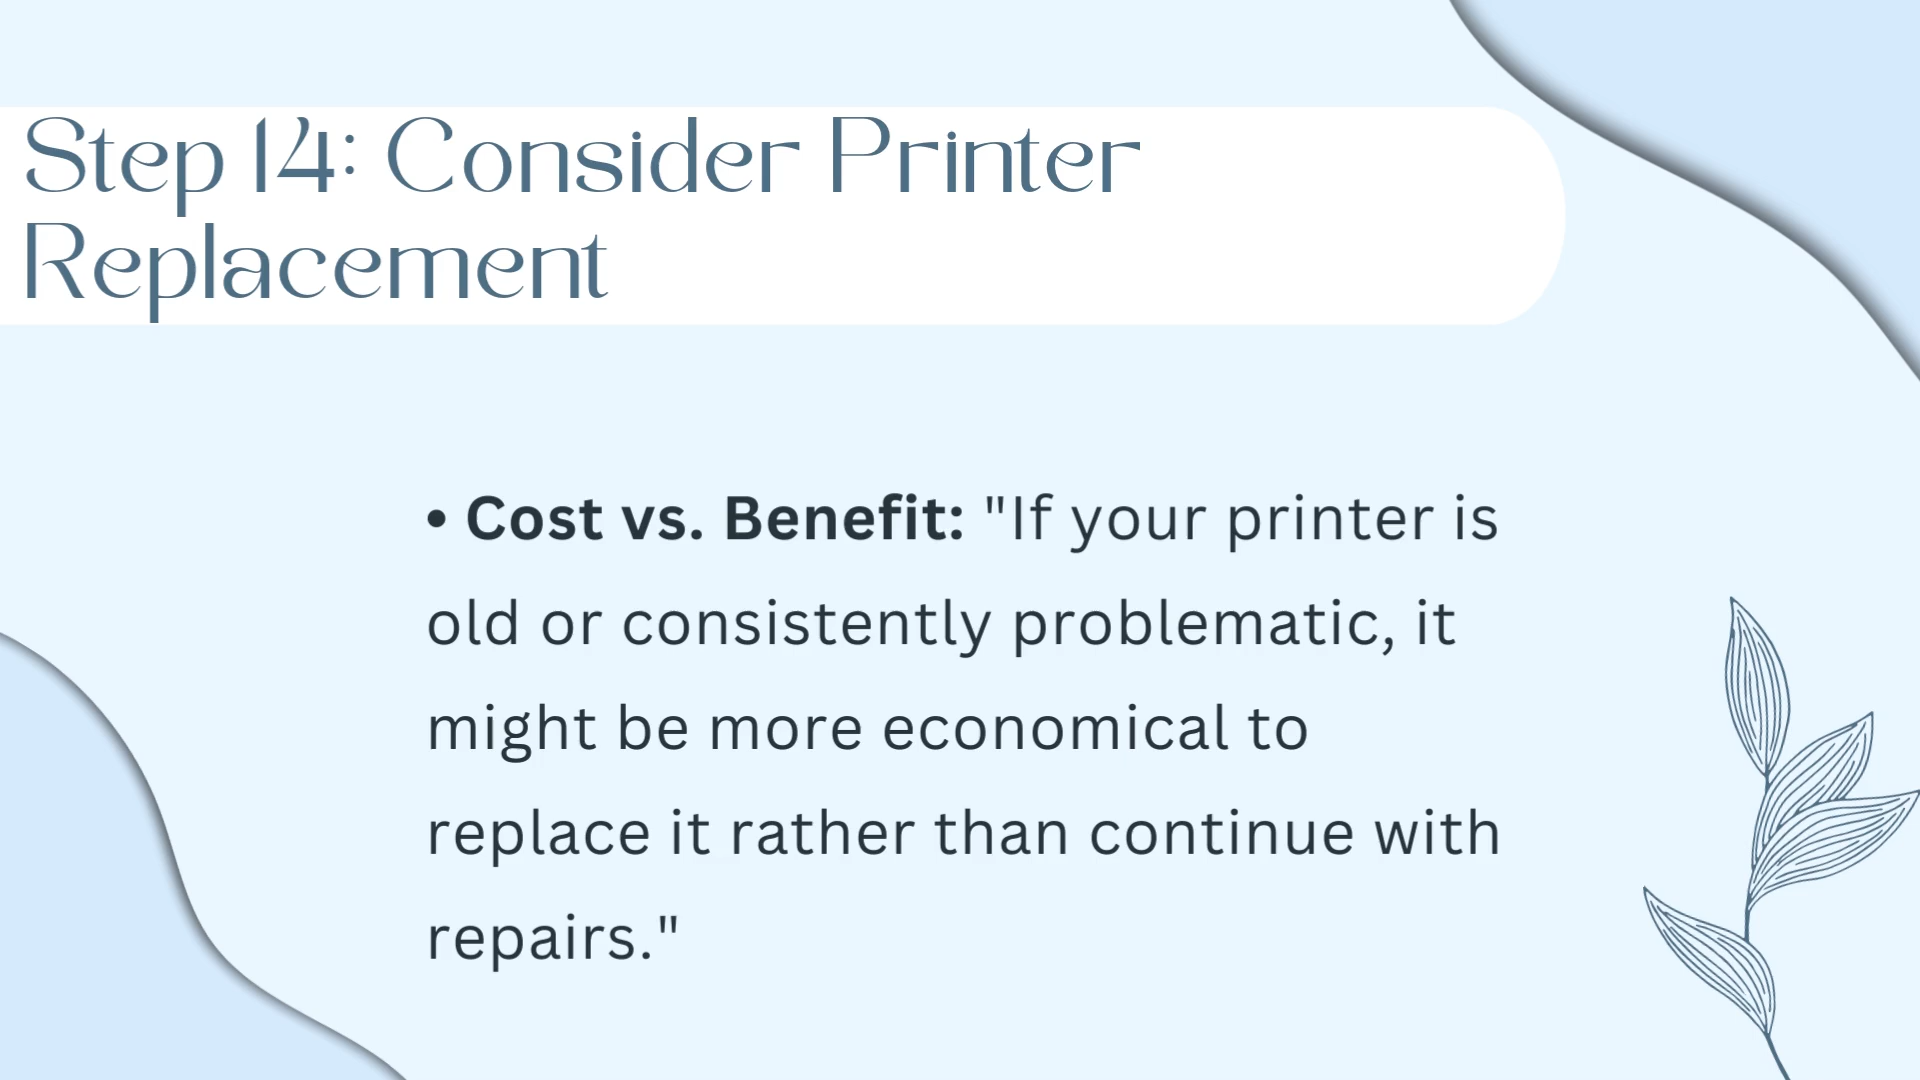 Step 14: Consider Printer
Replacement
• Cost vs. Benefit: "If your printer is
old or consistently problematic, it
might be more economical to
replace it rather than continue with
repairs."